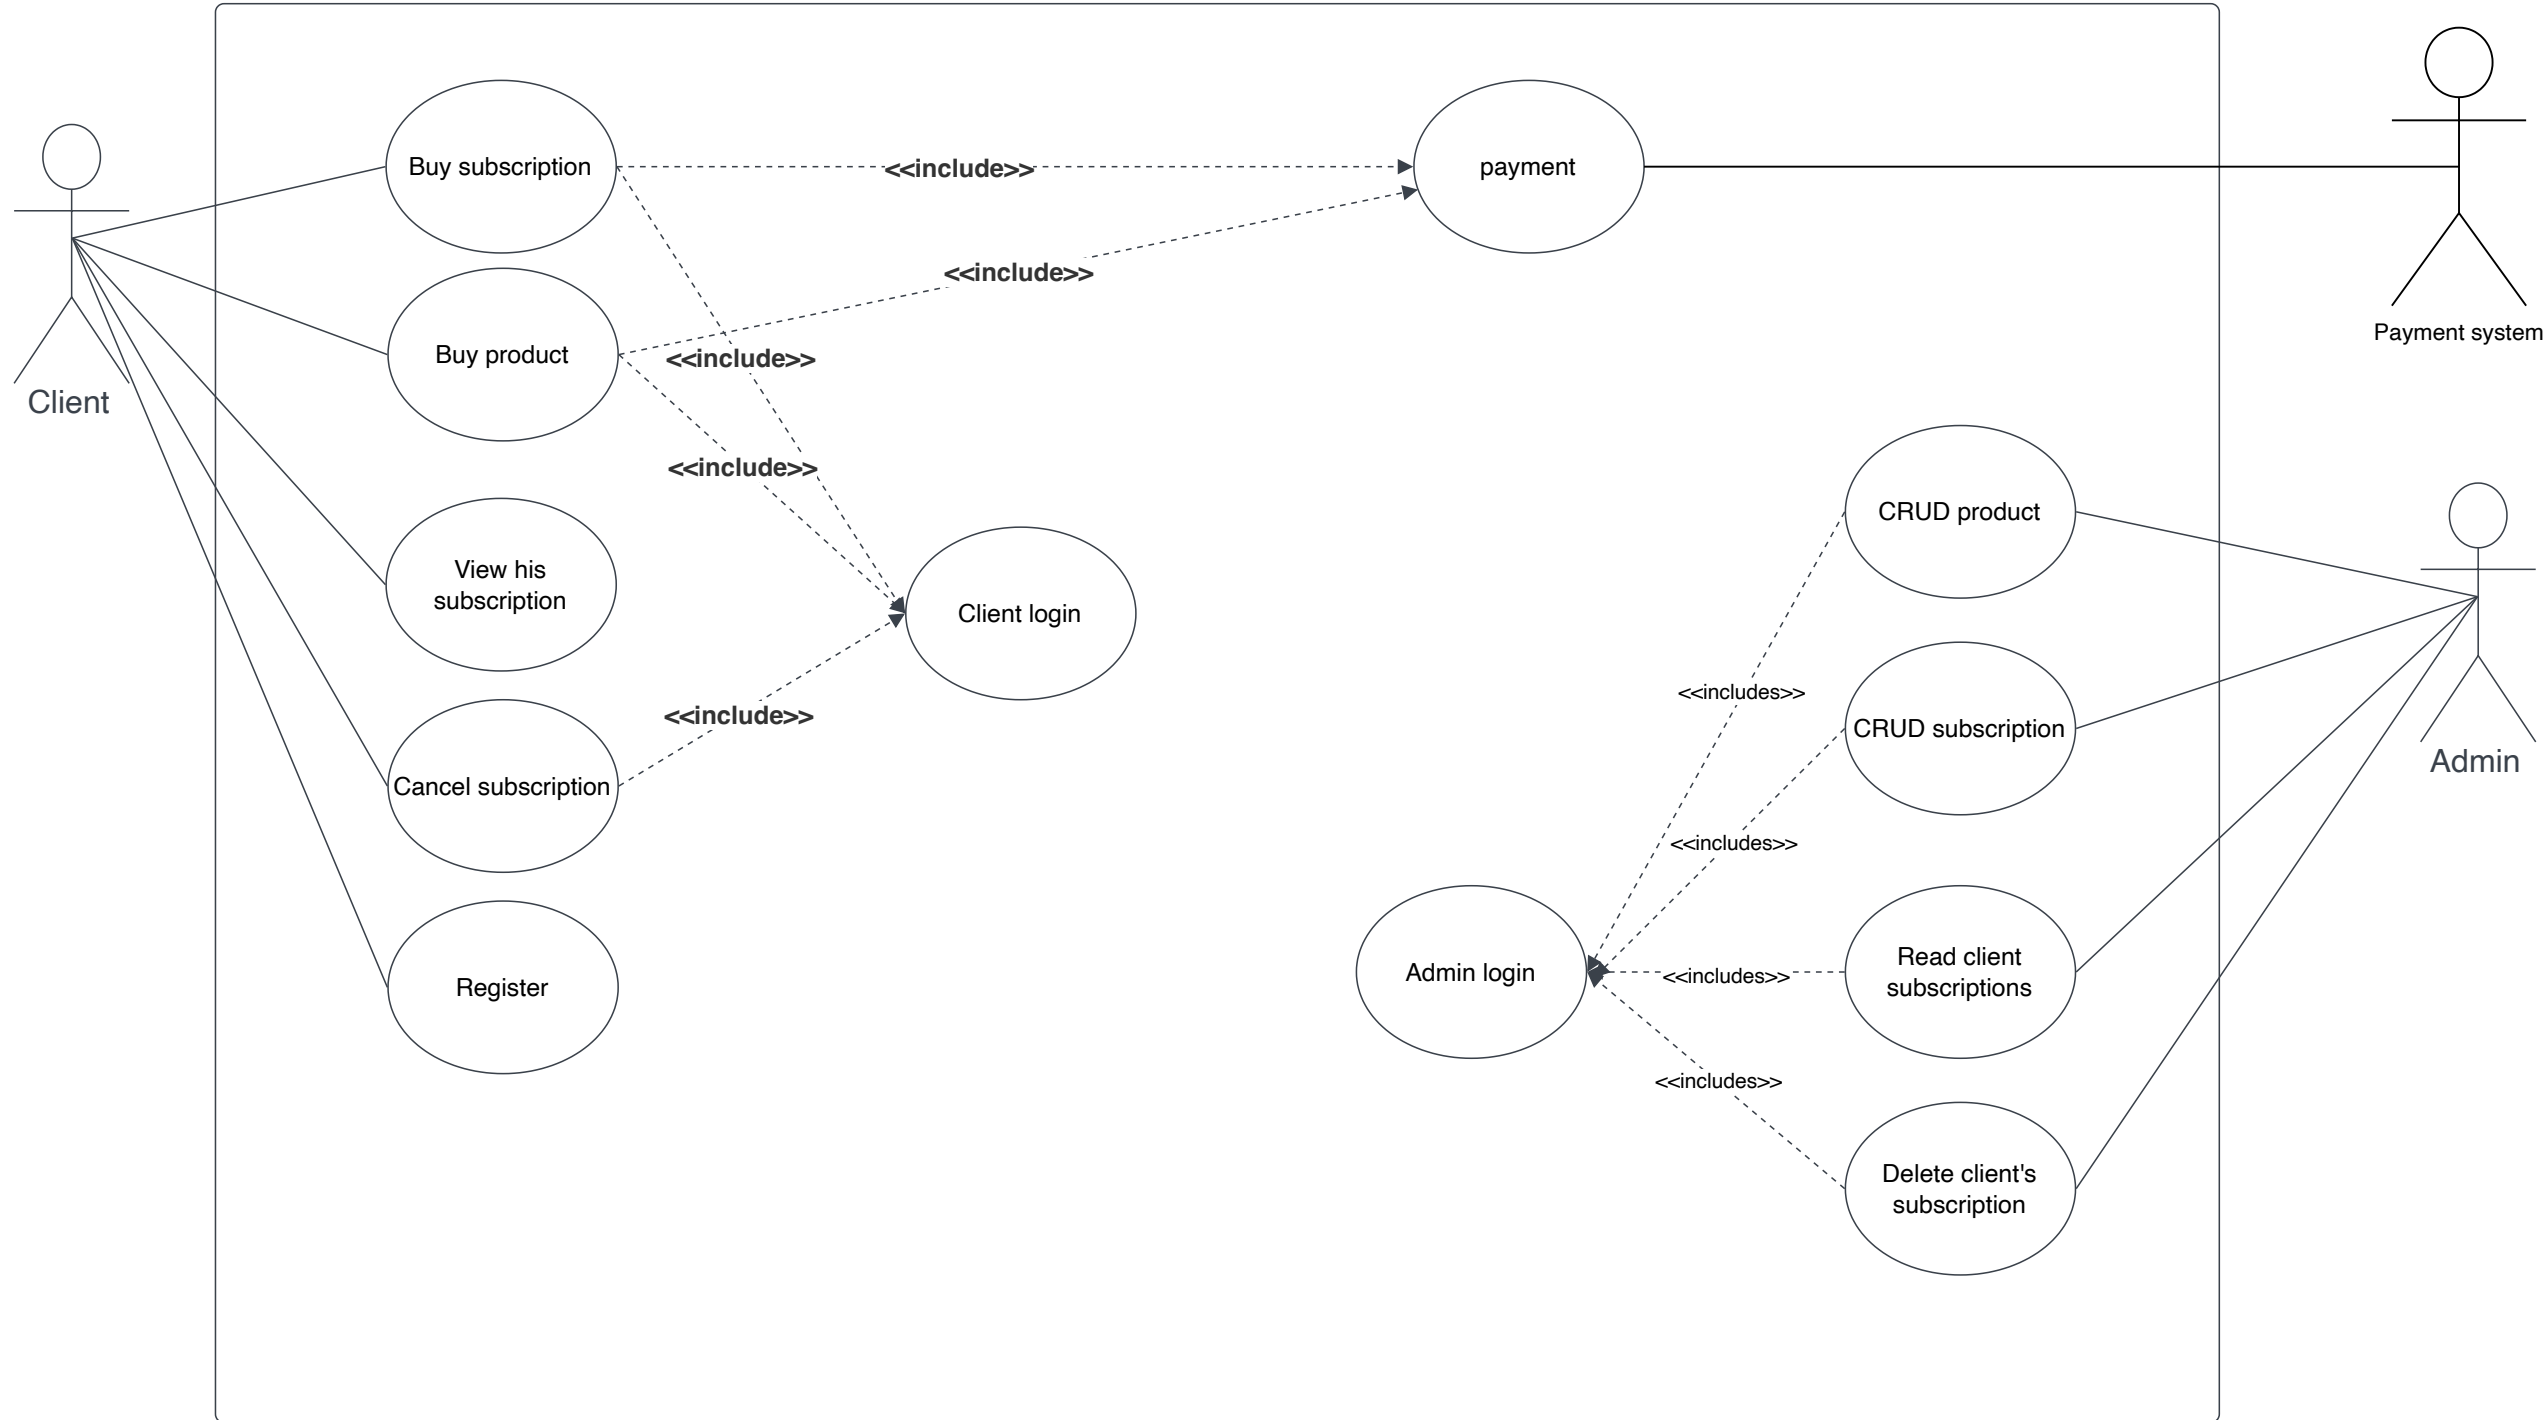 Buy subscription
<<include>>
payment
<<include>>
Payment system
Buy product
<<include>>
Client
<<include>>
CRUD product
View his
subscription
Client login
<<includes>>
<<include>>
CRUD subscription
Admin
Cancel subscription
<<includes>>
Read client
subscriptions
Admin login
<<includes>>
Register
<<includes>>
Delete client's
subscription